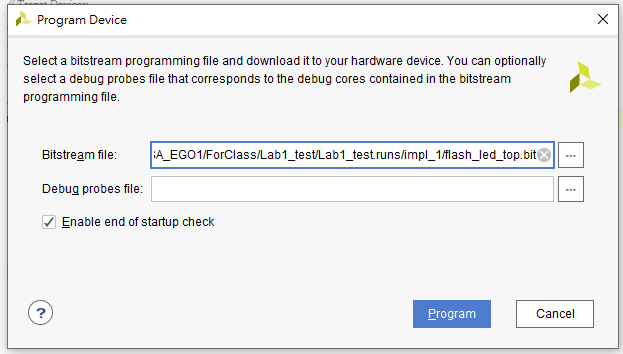 Program Device
Select a bitstream programming file and download it to your hardware device. You can optionally
select a debug probes file that corresponds to the debug cores contained in the bitstream
programming file.
Bitstream file: A_EGO1/ForClass/Lab1_test/Lab1_test.runs/impl_1/flash_led_top.bit
Debug probes file:
Enable end of startup check
?
Program
Cancel